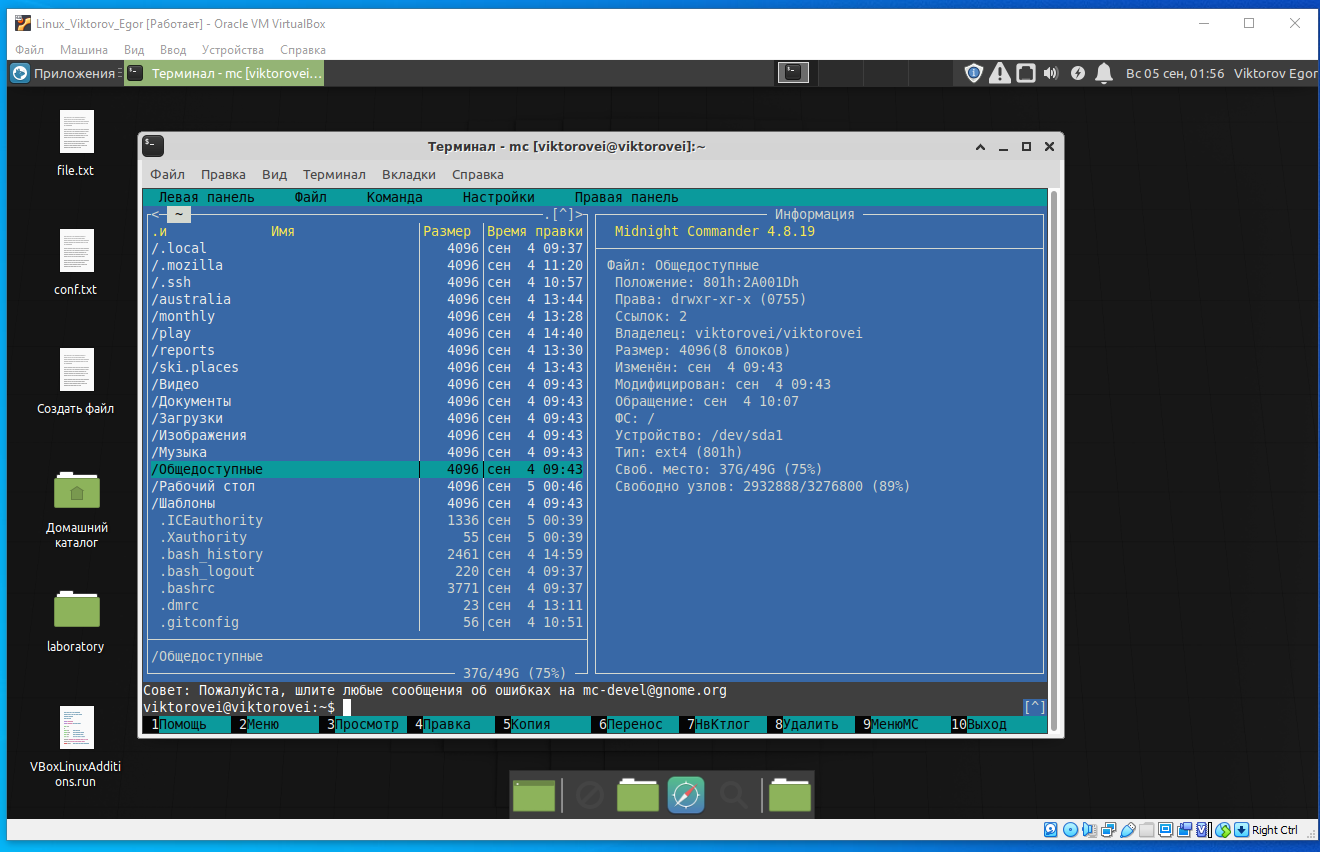 Linux_Viktorov_Egor [Работает] - Oracle VM VirtualBox
Файл Машина Вид Ввод Устройства Справка
Приложения Терминал - mc [viktorovei... Вс 05 сен, 01:56 Viktorov Egor
file.txt
conf.txt
Создать файл
Домашний
каталог
laboratory
VBoxLinuxAdditi
ons.run
Терминал - mc [viktorovei@viktorovei]:~
Файл Правка Вид Терминал Вкладки Справка
Левая панель Файл Команда Настройки Правая панель
<- ~ .[^]>
.и Имя Размер Время правки
/.local 4096 сен 4 09:37
/.mozilla 4096 сен 4 11:20
/.ssh 4096 сен 4 10:57
/australia 4096 сен 4 13:44
/monthly 4096 сен 4 13:28
/play 4096 сен 4 14:40
/reports 4096 сен 4 13:30
/ski.places 4096 сен 4 13:43
/Видео 4096 сен 4 09:43
/Документы 4096 сен 4 09:43
/Загрузки 4096 сен 4 09:43
/Изображения 4096 сен 4 09:43
/Музыка 4096 сен 4 09:43
/Общедоступные 4096 сен 4 09:43
/Рабочий стол 4096 сен 5 00:46
/Шаблоны 4096 сен 4 09:43
.ICEauthority 1336 сен 5 00:39
.Xauthority 55 сен 5 00:39
.bash_history 2461 сен 4 14:59
.bash_logout 220 сен 4 09:37
.bashrc 3771 сен 4 09:37
.dmrc 23 сен 4 13:11
.gitconfig 56 сен 4 10:51
/Общедоступные
37G/49G (75%)
Информация
Midnight Commander 4.8.19
Файл: Общедоступные
Положение: 801h:2A001Dh
Права: drwxr-xr-x (0755)
Ссылок: 2
Владелец: viktorovei/viktorovei
Размер: 4096(8 блоков)
Изменён: сен 4 09:43
Модифицирован: сен 4 09:43
Обращение: сен 4 10:07
ФС: /
Устройство: /dev/sda1
Тип: ext4 (801h)
Своб. место: 37G/49G (75%)
Свободно узлов: 2932888/3276800 (89%)
Совет: Пожалуйста, шлите любые сообщения об ошибках на mc-devel@gnome.org
viktorovei@viktorovei:~$ [^]
1Помощь 2Меню 3Просмотр 4Правка 5Копия 6Перенос 7НвКтлог 8Удалить 9МенюМС 10Выход
Right Ctrl